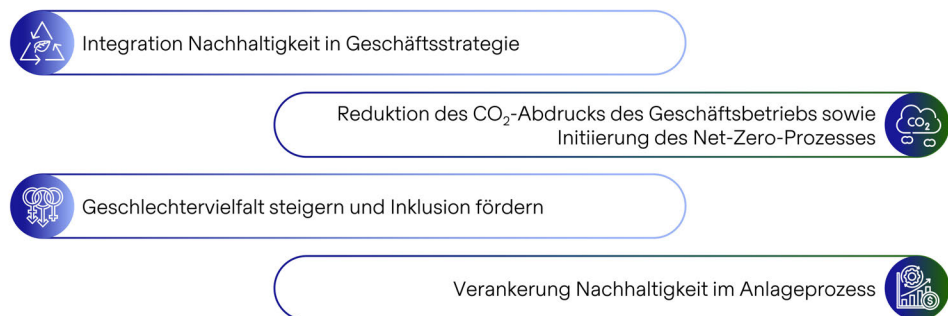 Integration Nachhaltigkeit in Geschäftsstrategie
Reduktion des CO₂-Abdrucks des Geschäftsbetriebs sowie
Initiierung des Net-Zero-Prozesses
CO₂
Geschlechtervielfalt steigern und Inklusion fördern
Verankerung Nachhaltigkeit im Anlageprozess
$